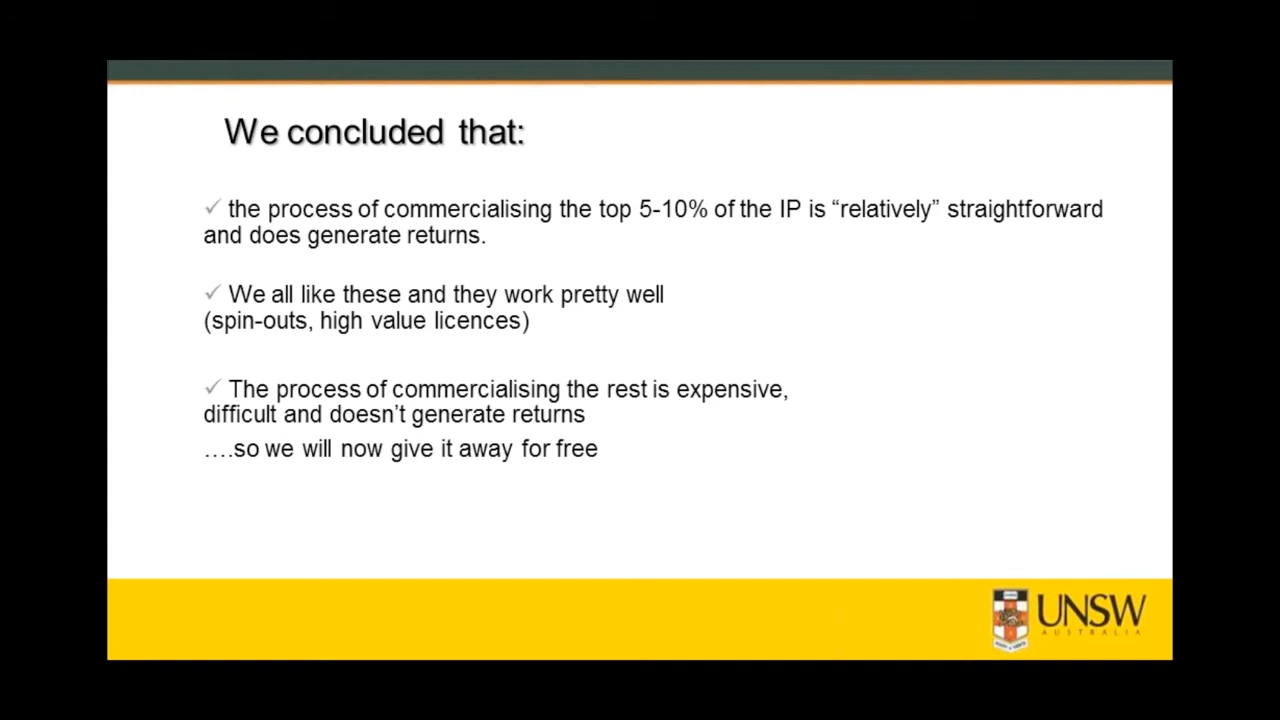 We concluded that:
✓ the process of commercialising the top 5-10% of the IP is “relatively” straightforward
and does generate returns.
✓ We all like these and they work pretty well
(spin-outs, high value licences)
✓ The process of commercialising the rest is expensive,
difficult and doesn’t generate returns
….so we will now give it away for free
UNSW
AUSTRALIA